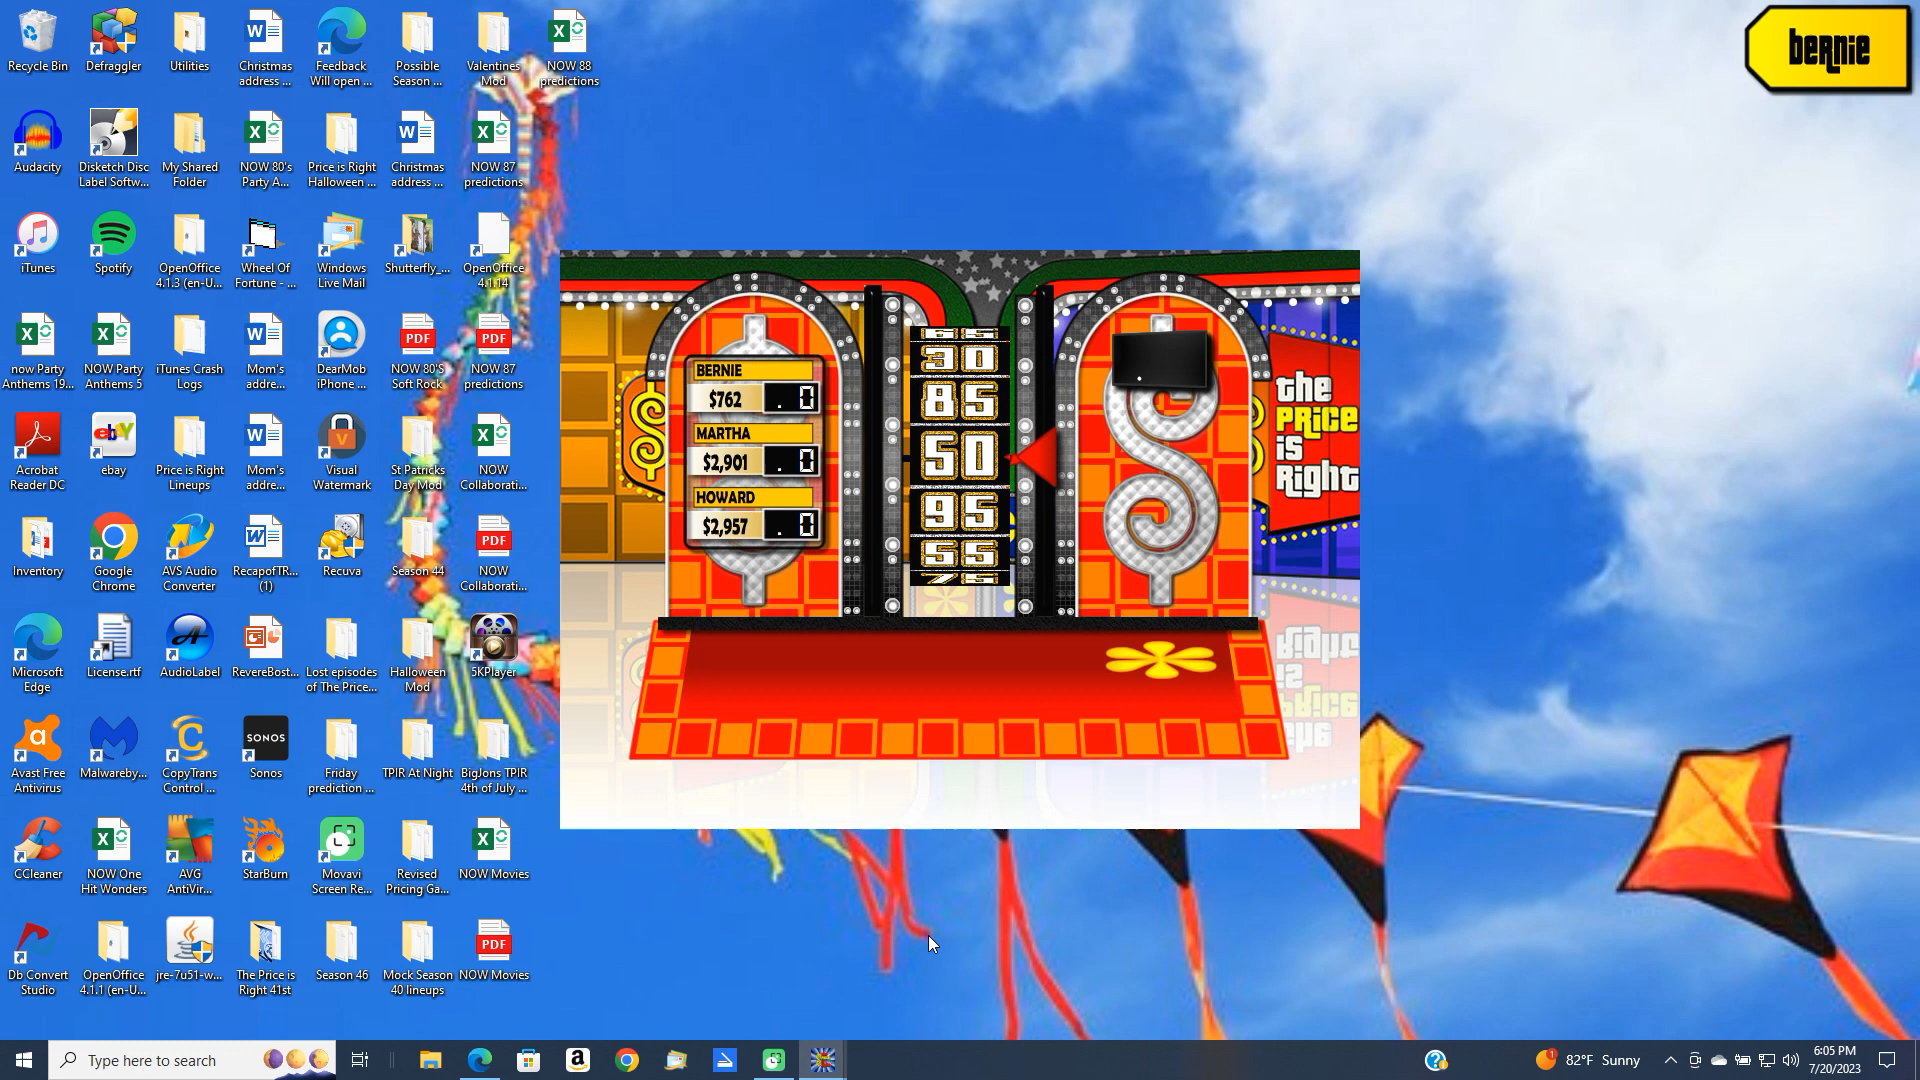 Recycle Bin
Defraggler
Utilities
Christmas
address ...
Feedback
Will open ...
Possible
Season ...
Valentines
Mod
NOW 88
predictions
bernie
Audacity
Disketch Disc
Label Softw...
My Shared
Folder
NOW 80's
Party A...
Price is Right
Halloween ...
Christmas
address ...
NOW 87
predictions
iTunes
Spotify
OpenOffice
4.1.3 (en-U...
Wheel Of
Fortune - ...
Windows
Live Mail
Shutterfly_...
OpenOffice
4.1.14
now Party
Anthems 19...
NOW Party
Anthems 5
iTunes Crash
Logs
Mom's
addre...
DearMob
iPhone ...
PDF
NOW 80'S
Soft Rock
PDF
NOW 87
predictions
Acrobat
Reader DC
ebay
ebay
Price is Right
Lineups
Mom's
addre...
Visual
Watermark
St Patricks
Day Mod
NOW
Collaborati...
Inventory
Google
Chrome
AVS Audio
Converter
RecapofTR...
(1)
Recuva
Season 44
PDF
NOW
Collaborati...
Microsoft
Edge
License.rtf
AudioLabel
RevereBost...
Lost episodes
of The Price...
Halloween
Mod
5KPlayer
Avast Free
Antivirus
Malwareby...
CopyTrans
Control ...
SONOS
Sonos
Friday
prediction ...
TPIR At Night
BigJons TPIR
4th of July ...
CCleaner
NOW One
Hit Wonders
AVG
AntiVir...
StarBurn
Movavi
Screen Re...
Revised
Pricing Ga...
NOW Movies
Db Convert
Studio
OpenOffice
4.1.1 (en-U...
jre-7u51-w...
The Price is
Right 41st
Season 46
Mock Season
40 lineups
PDF
NOW Movies
BERNIE
$762 .0
MARTHA
$2,901 .0
HOWARD
$2,957 .0
65
30
85
50
95
55
75
the
PRICE
is
Right
Type here to search
82°F Sunny
6:05 PM
7/20/2023